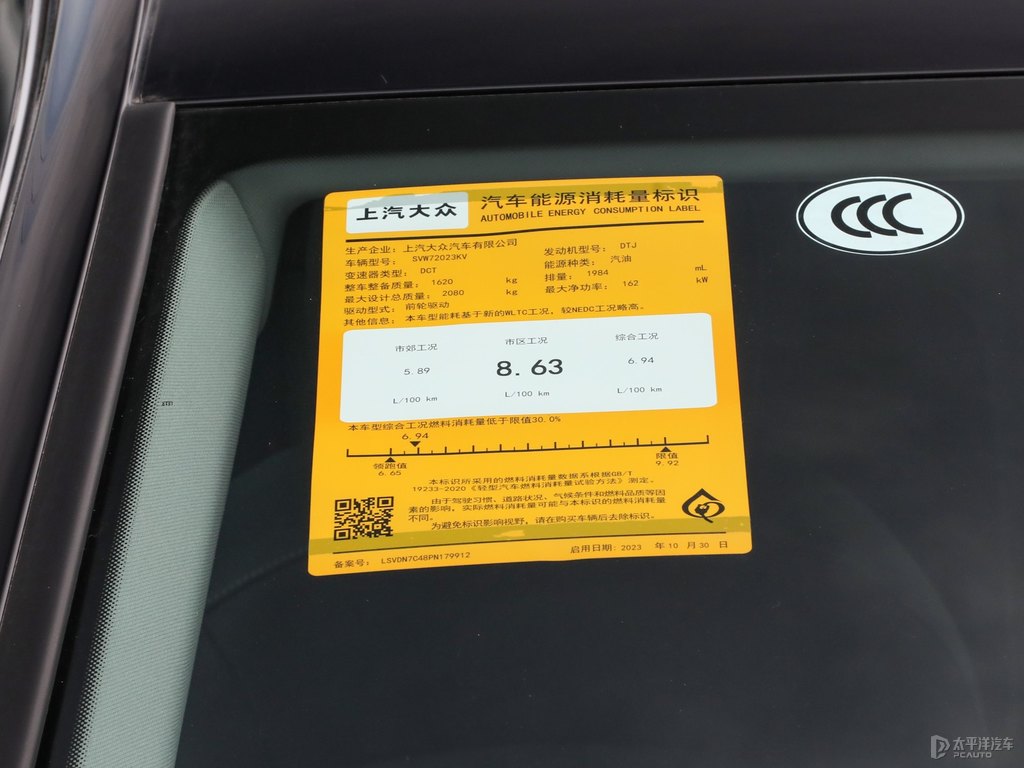 上汽大众
汽车能源消耗量标识
AUTOMOBILE ENERGY CONSUMPTION LABEL
生产企业：上汽大众汽车有限公司
车辆型号： SVW72023KV
发动机型号： DTJ
变速器类型： DCT
能源种类： 汽油
整车整备质量： 1620 kg
排量： 1984 mL
最大设计总质量： 2080 kg
最大净功率： 162 kW
驱动型式： 前轮驱动
其他信息： 本车型能耗基于新的WLTC工况，较NEDC工况略高。
市郊工况 市区工况 综合工况
5.89 8.63 6.94
L/100 km L/100 km L/100 km
本车型综合工况燃料消耗量低于限值30.0%
6.94
领跑值 限值
6.65 9.92
本标识所采用的燃料消耗量数据系根据GB/T
19233-2020《轻型汽车燃料消耗量试验方法》测定。
由于驾驶习惯、道路状况、气候条件和燃料品质等因
素的影响，实际燃料消耗量可能与本标识的燃料消耗量
不同。
为避免标识影响视野，请在购买车辆后去除标识。
备案号： LSVDN7C48PN179912
启用日期：2023 年 10 月 30 日
CCC
太平洋汽车
PCAUTO